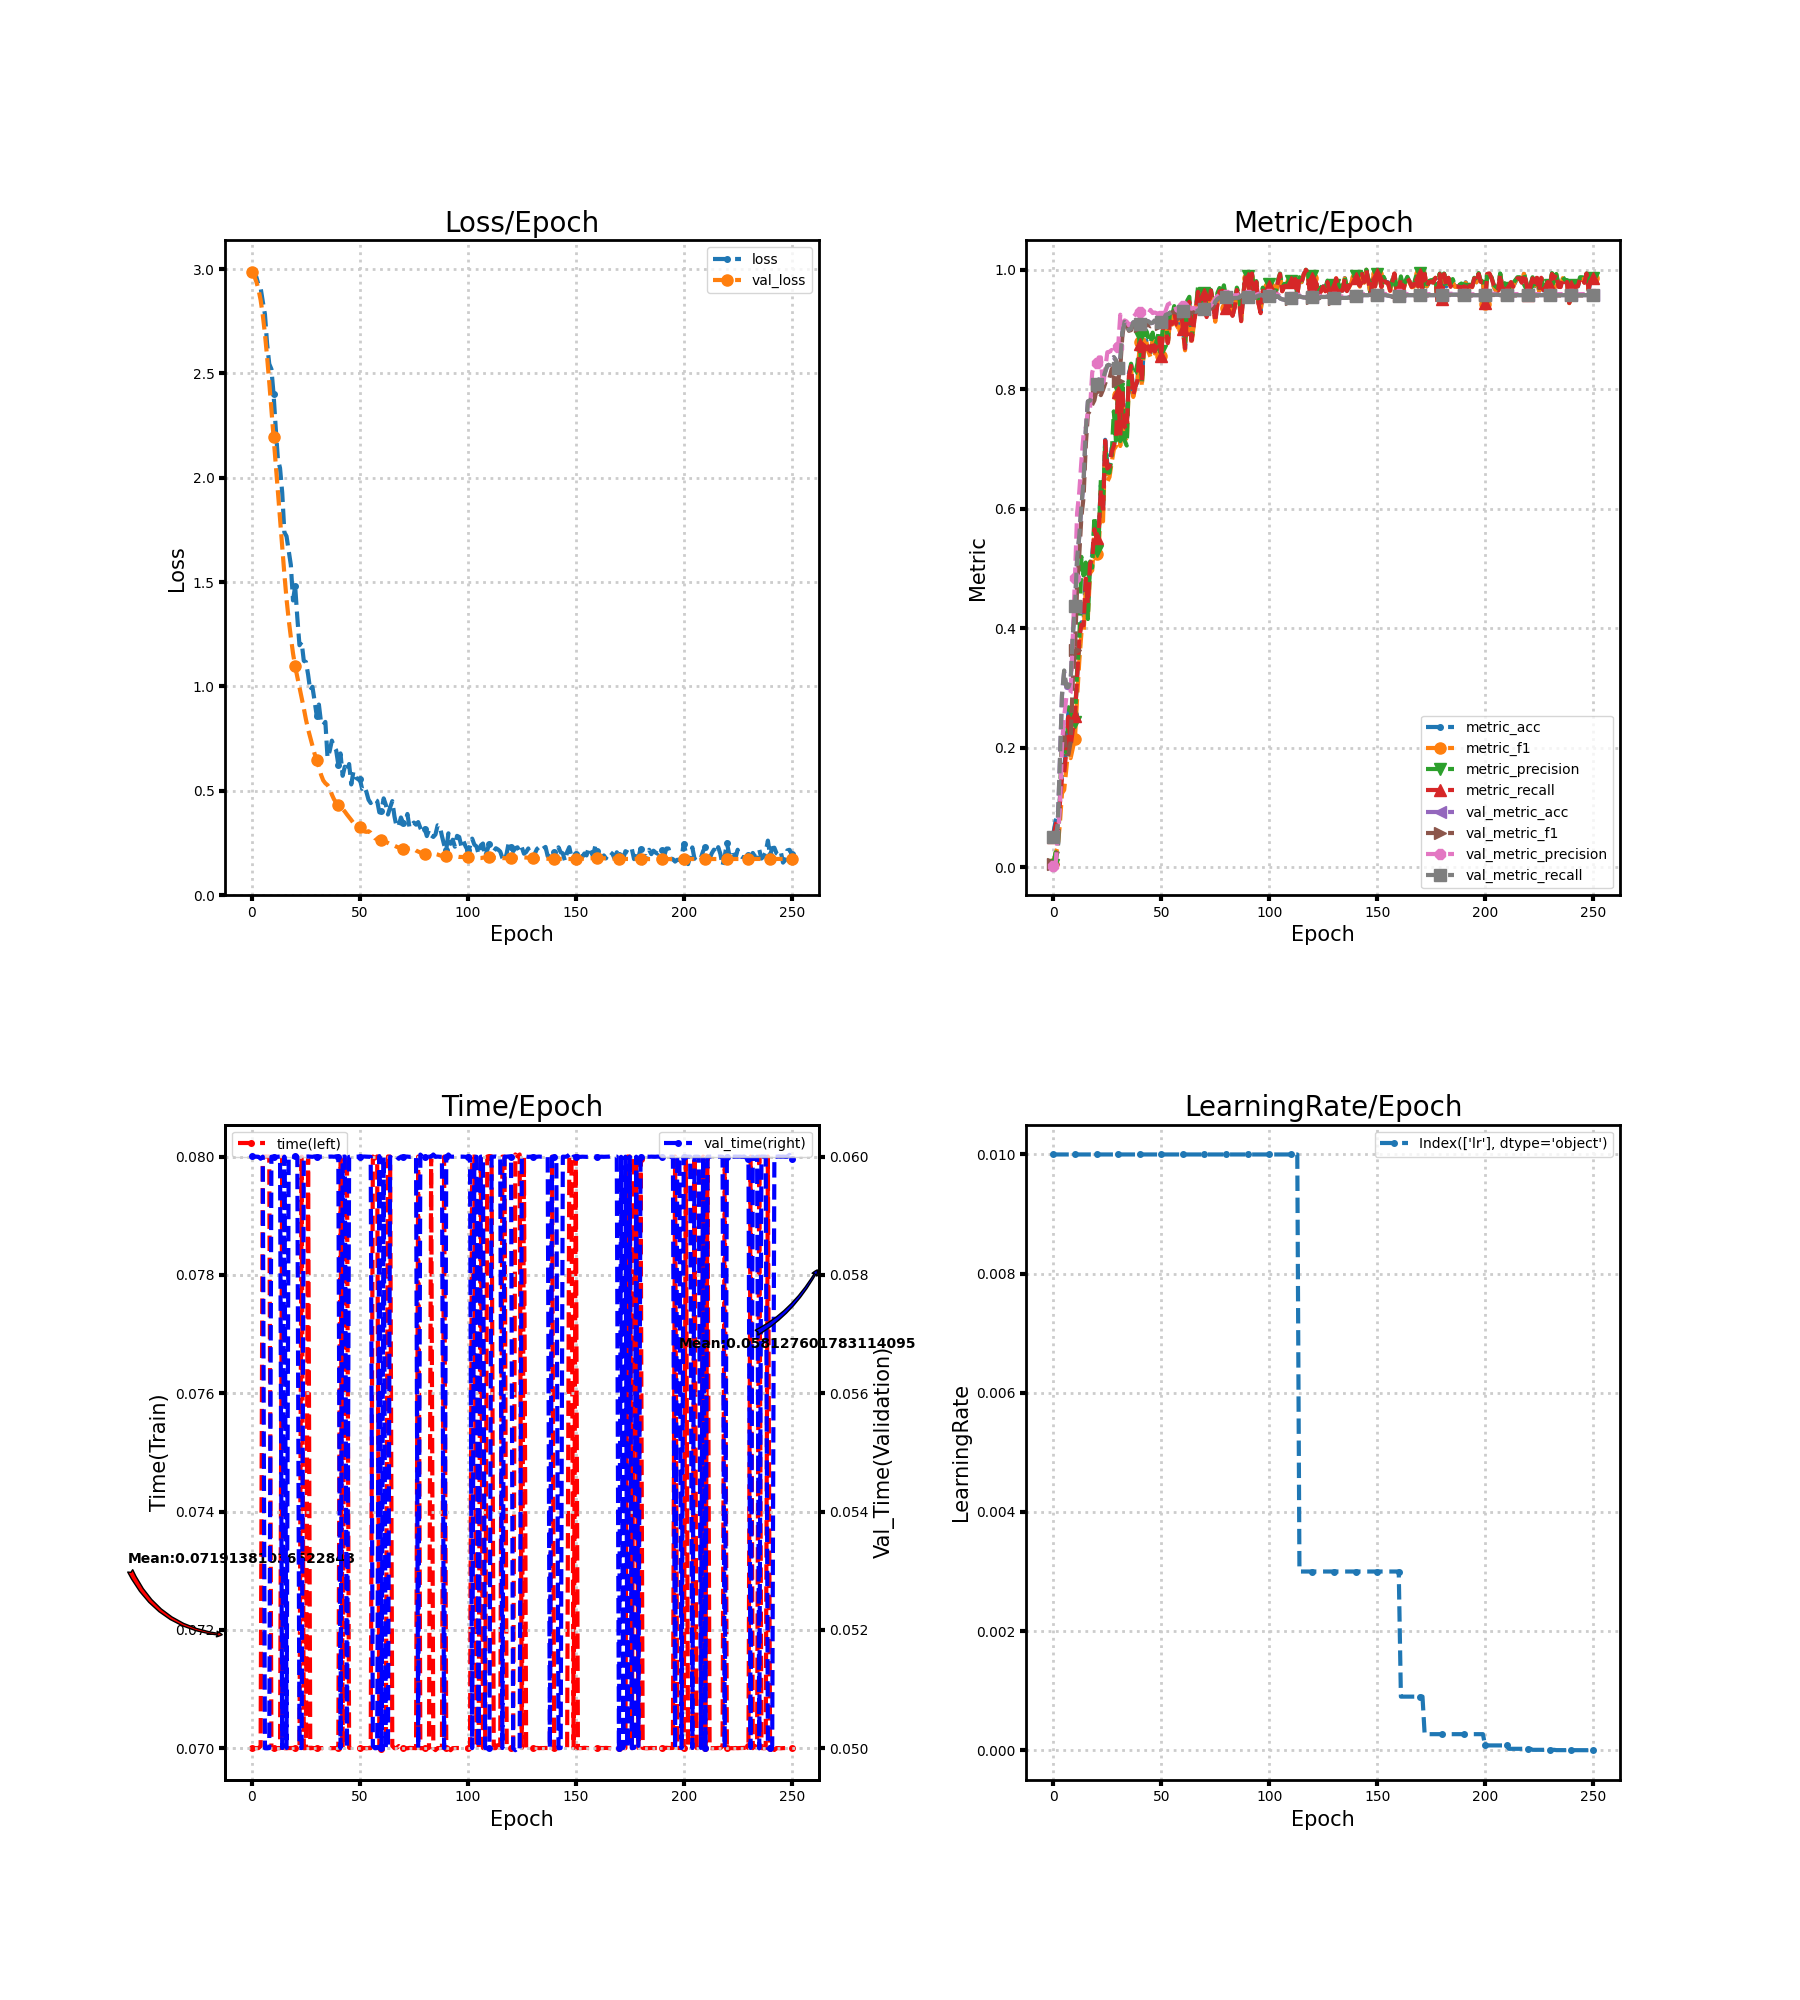 Loss/Epoch
3.0
2.5
2.0
1.5
1.0
0.5
0.0
Loss
loss
val_loss
0 50 100 150 200 250
Epoch
Metric/Epoch
1.0
0.8
0.6
0.4
0.2
0.0
Metric
metric_acc
metric_f1
metric_precision
metric_recall
val_metric_acc
val_metric_f1
val_metric_precision
val_metric_recall
0 50 100 150 200 250
Epoch
Time/Epoch
time(left)
val_time(right)
0.080
0.078
0.076
0.074
0.072
0.070
Time(Train)
0.060
0.058
0.056
0.054
0.052
0.050
Val_Time(Validation)
Mean:0.058127601783114095
0 50 100 150 200 250
Epoch
LearningRate/Epoch
Index(['lr'], dtype='object')
0.010
0.008
0.006
0.004
0.002
0.000
LearningRate
0 50 100 150 200 250
Epoch